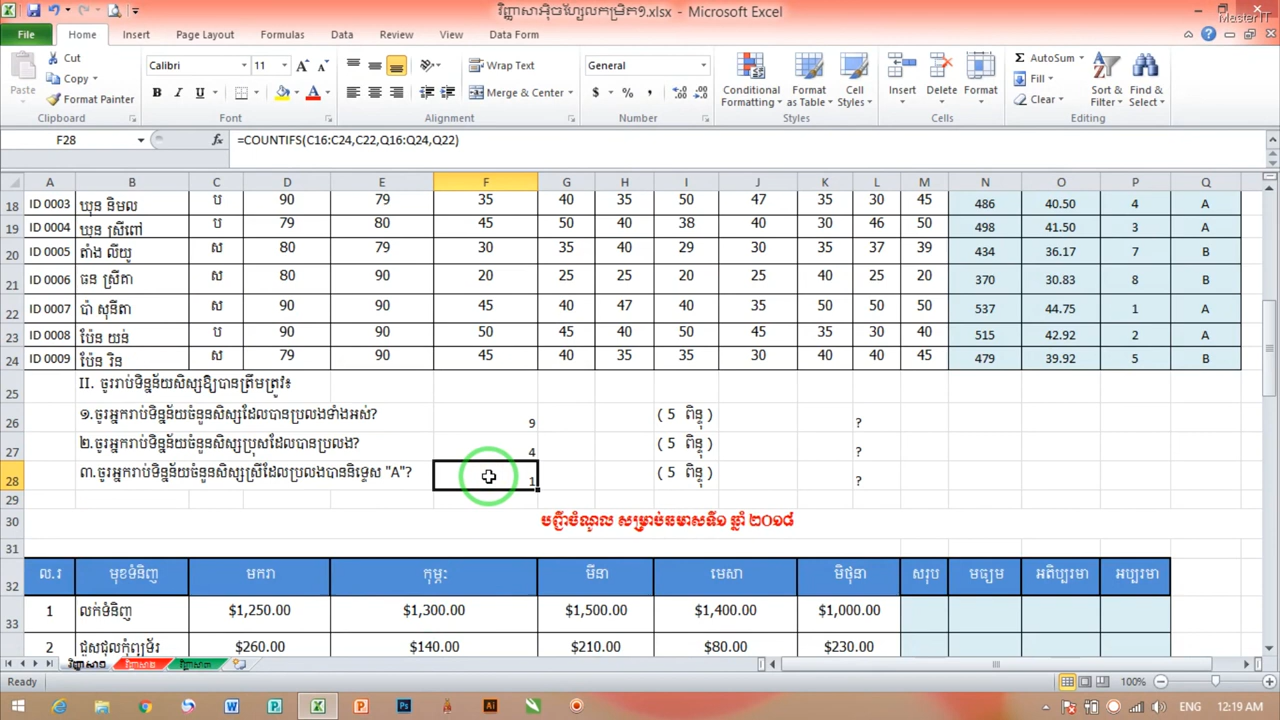 វិញ្ញាសាអ៊ិចហ្សែលកម្រិត១.xlsx - Microsoft Excel
MasterIT
File Home Insert Page Layout Formulas Data Review View Data Form
Cut Calibri 11 Wrap Text General AutoSum
Copy Fill Sort & Filter Find & Select
Paste Format Painter Merge & Center Conditional Formatting Format as Table Cell Styles Insert Delete Format Clear
Clipboard Font Alignment Number Styles Cells Editing
F28 fx =COUNTIFS(C16:C24,C22,Q16:Q24,Q22)
A B C D E F G H I J K L M N O P Q
18 ID 0003 ឃុន និមល ប 90 79 35 40 35 50 47 35 30 45 486 40.50 4 A
19 ID 0004 ឃុន ស្រីពៅ ប 79 80 45 50 40 38 40 30 46 50 498 41.50 3 A
20 ID 0005 តាំង លីយូ ស 80 79 30 35 40 29 30 35 37 39 434 36.17 7 B
21 ID 0006 ធន ស្រីតា ស 80 90 20 25 25 20 25 40 25 20 370 30.83 8 B
22 ID 0007 ប៉ា សុនីតា ស 90 90 45 40 47 40 35 50 50 50 537 44.75 1 A
23 ID 0008 ប៉ែន យន់ ប 90 90 50 45 40 50 45 35 30 40 515 42.92 2 A
24 ID 0009 ប៉ែន រិន ស 79 90 45 40 35 35 30 40 40 45 479 39.92 5 B
25 II. ចូររាប់ទិន្នន័យសិស្សឱ្យបានត្រឹមត្រូវ៖
26 ១.ចូរអ្នករាប់ទិន្នន័យចំនួនសិស្សដែលបានប្រលងទាំងអស់? 9 ( 5 ពិន្ទុ ) ?
27 ២.ចូរអ្នករាប់ទិន្នន័យចំនួនសិស្សប្រុសដែលបានប្រលង? 4 ( 5 ពិន្ទុ ) ?
28 ៣.ចូរអ្នករាប់ទិន្នន័យចំនួនសិស្សស្រីដែលប្រលងបាននិទ្ទេស "A"? 1 ( 5 ពិន្ទុ ) ?
29
30 បញ្ជីចំណូល សម្រាប់ឆមាសទី១ ឆ្នាំ ២០១៨
31
32 ល.រ មុខទំនិញ មករា កុម្ភៈ មីនា មេសា មិថុនា សរុប មធ្យម អតិប្បរមា អប្បរមា
33 1 លក់ទំនិញ $1,250.00 $1,300.00 $1,500.00 $1,400.00 $1,000.00
2 ជួសជុលកុំព្យូទ័រ $260.00 $140.00 $210.00 $80.00 $230.00
វិញ្ញាសា១ វិញ្ញាសា២ វិញ្ញាសា៣
Ready 100%
ENG 12:19 AM